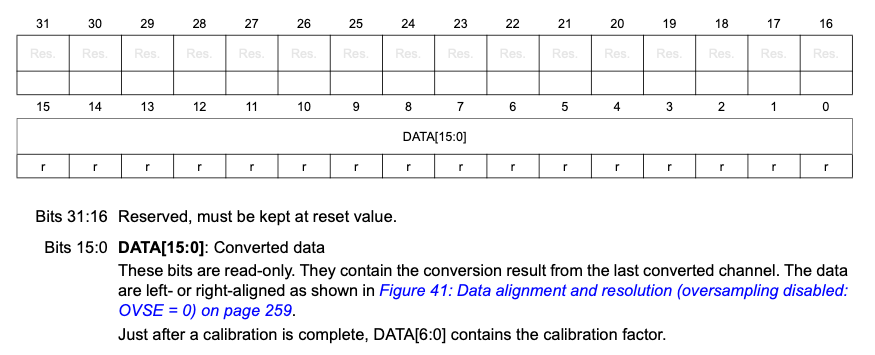 31 30 29 28 27 26 25 24 23 22 21 20 19 18 17 16
Res. Res. Res. Res. Res. Res. Res. Res. Res. Res. Res. Res. Res. Res. Res. Res.
15 14 13 12 11 10 9 8 7 6 5 4 3 2 1 0
DATA[15:0]
r r r r r r r r r r r r r r r r
Bits 31:16 Reserved, must be kept at reset value.
Bits 15:0 DATA[15:0]: Converted data
These bits are read-only. They contain the conversion result from the last converted channel. The data
are left- or right-aligned as shown in Figure 41: Data alignment and resolution (oversampling disabled:
OVSE = 0) on page 259.
Just after a calibration is complete, DATA[6:0] contains the calibration factor.